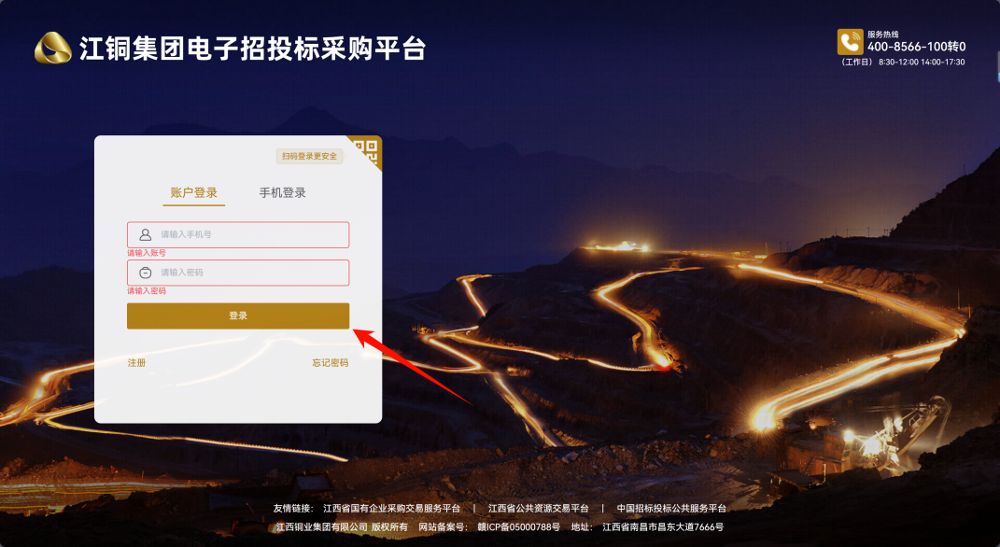 江铜集团电子招投标采购平台
服务热线
400-8566-100转0
（工作日） 8:30-12:00 14:00-17:30
扫码登录更安全
账户登录 手机登录
请输入手机号
请输入账号
请输入密码
请输入密码
登录
注册 忘记密码
友情链接： 江西省国有企业采购交易服务平台 | 江西省公共资源交易平台 | 中国招标投标公共服务平台
江西铜业集团有限公司 版权所有 网站备案号： 赣ICP备05000788号 地址： 江西省南昌市昌东大道7666号